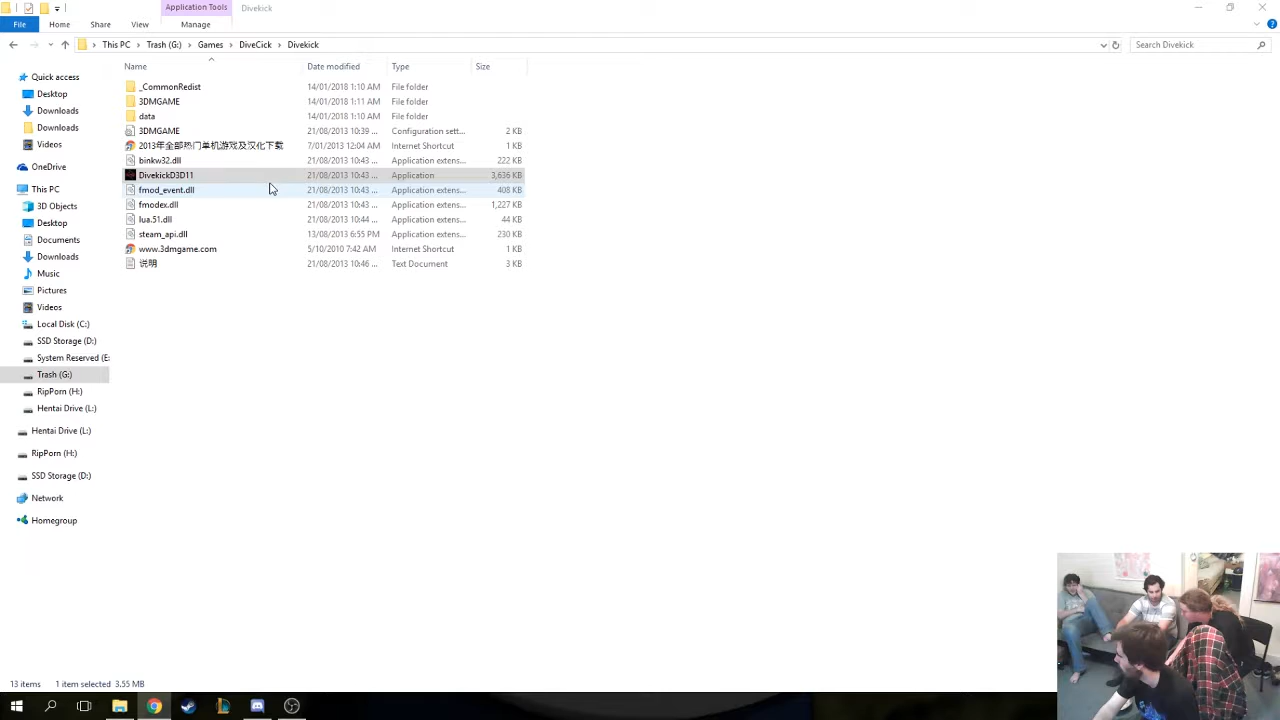 Application Tools Divekick
File Home Share View Manage
This PC Trash (G:) Games DiveCick Divekick Search Divekick
Name Date modified Type Size
Quick access
Desktop
Downloads
Downloads
Videos
OneDrive
This PC
3D Objects
Desktop
Documents
Downloads
Music
Pictures
Videos
Local Disk (C:)
SSD Storage (D:)
System Reserved (E:
Trash (G:)
RipPorn (H:)
Hentai Drive (L:)
Hentai Drive (L:)
RipPorn (H:)
SSD Storage (D:)
Network
Homegroup
_CommonRedist 14/01/2018 1:10 AM File folder
3DMGAME 14/01/2018 1:11 AM File folder
data 14/01/2018 1:10 AM File folder
3DMGAME 21/08/2013 10:39 ... Configuration sett... 2 KB
2013年全部热门单机游戏及汉化下载 7/01/2013 12:04 AM Internet Shortcut 1 KB
binkw32.dll 21/08/2013 10:43 ... Application extens... 222 KB
DivekickD3D11 21/08/2013 10:43 ... Application 3,636 KB
fmod_event.dll 21/08/2013 10:43 ... Application extens... 408 KB
fmodex.dll 21/08/2013 10:43 ... Application extens... 1,227 KB
lua.51.dll 21/08/2013 10:44 ... Application extens... 44 KB
steam_api.dll 13/08/2013 6:55 PM Application extens... 230 KB
www.3dmgame.com 5/10/2010 7:42 AM Internet Shortcut 1 KB
说明 21/08/2013 10:46 ... Text Document 3 KB
13 items 1 item selected 3.55 MB